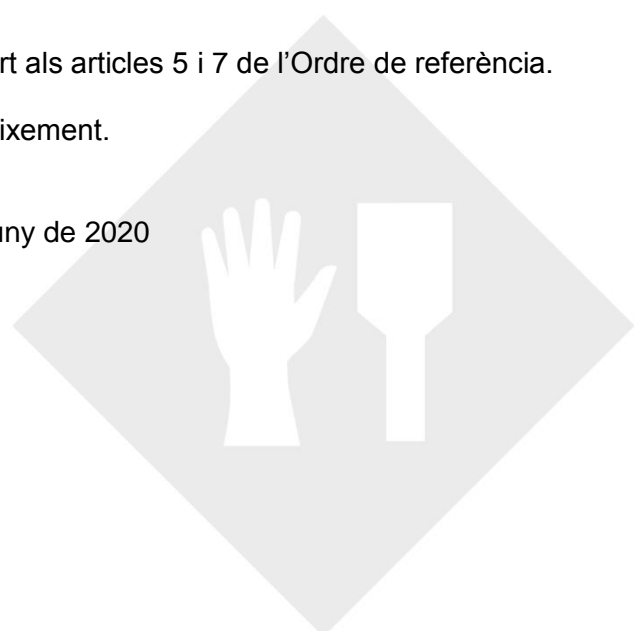 rt als articles 5 i 7 de l’Ordre de referència.
ixement.
uny de 2020